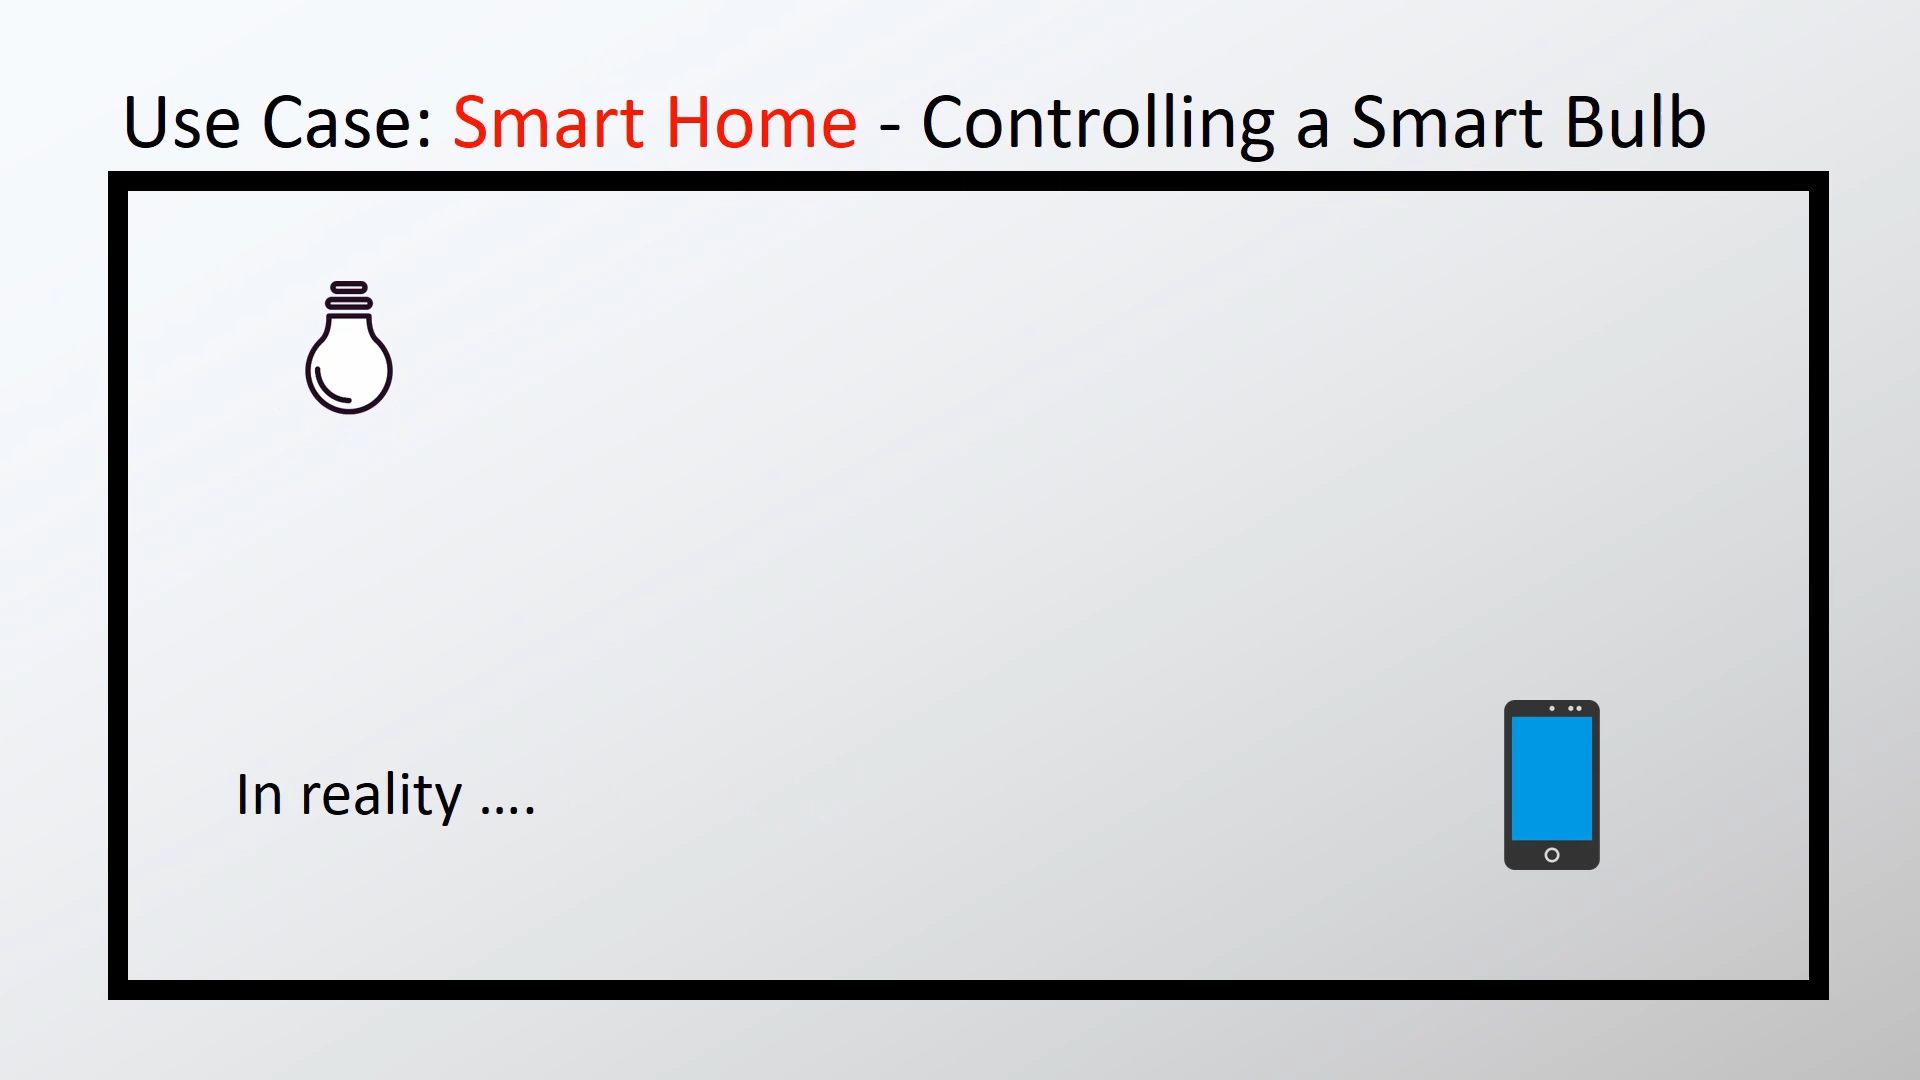 Use Case: Smart Home - Controlling a Smart Bulb
In reality ....